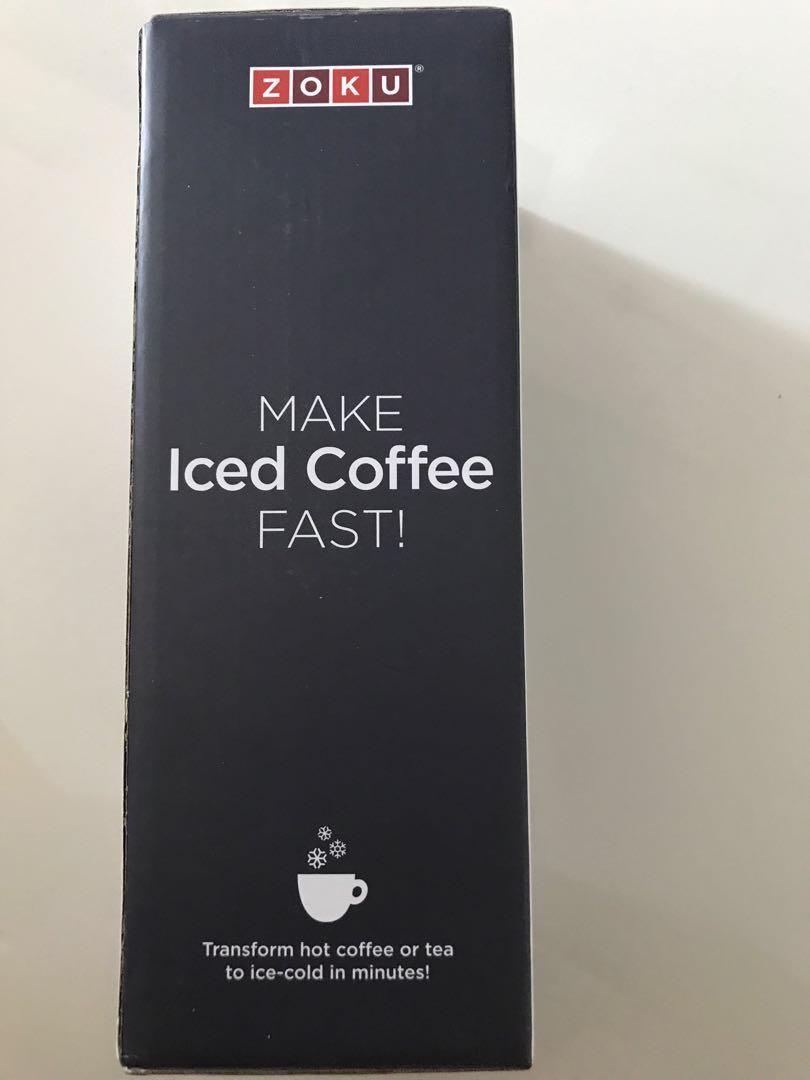 ZOKU®
MAKE
Iced Coffee
FAST!
Transform hot coffee or tea
to ice-cold in minutes!